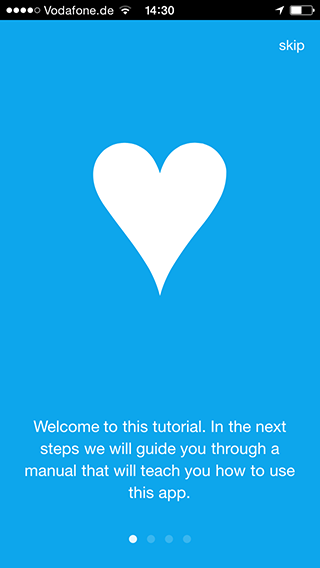 Vodafone.de 14:30
skip
Welcome to this tutorial. In the next
steps we will guide you through a
manual that will teach you how to use
this app.